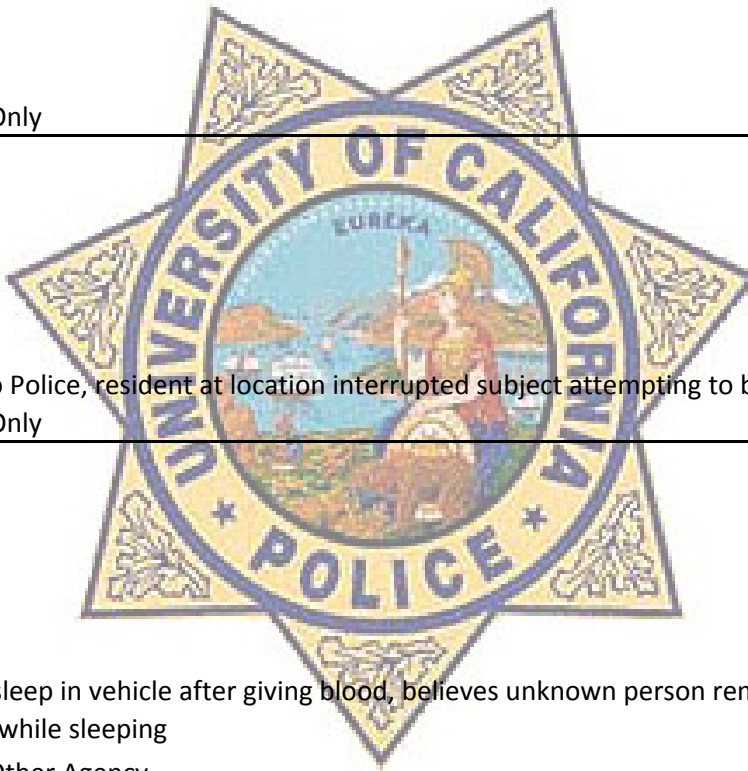 Only
UNIVERSITY OF CALIFORNIA
EUREKA
Police, resident at location interrupted subject attempting to b
Only
POLICE
sleep in vehicle after giving blood, believes unknown person
while sleeping
Other Agency